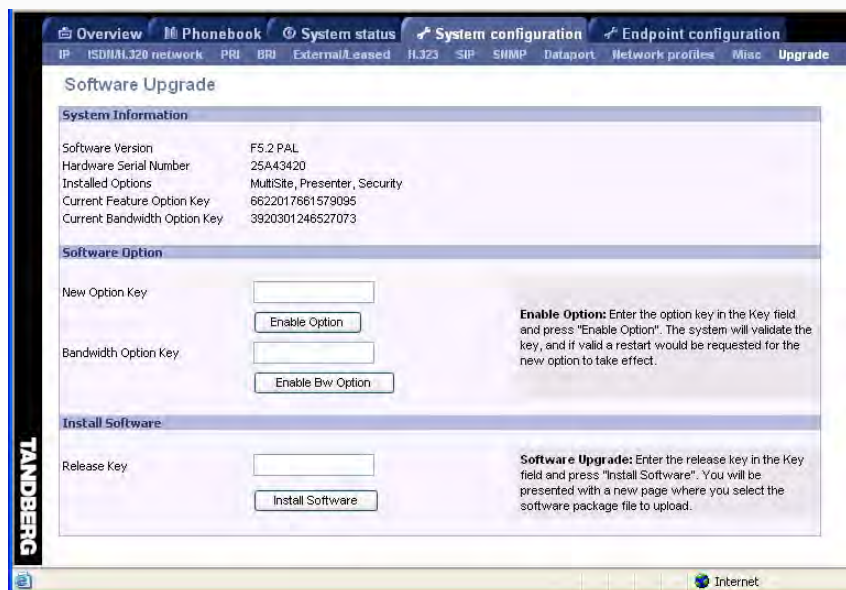 Overview Phonebook System status System configuration Endpoint configuration
IP ISDN/H.320 network PRI BRI External/Leased H.323 SIP SNMP Dataport Network profiles Misc Upgrade
Software Upgrade
System Information
Software Version F5.2 PAL
Hardware Serial Number 25A43420
Installed Options MultiSite, Presenter, Security
Current Feature Option Key 6622017661579095
Current Bandwidth Option Key 3920301246527073
Software Option
New Option Key
Enable Option
Bandwidth Option Key
Enable Bw Option
Enable Option: Enter the option key in the Key field
and press "Enable Option". The system will validate the
key, and if valid a restart would be requested for the
new option to take effect.
Install Software
Release Key
Install Software
Software Upgrade: Enter the release key in the Key
field and press "Install Software". You will be
presented with a new page where you select the
software package file to upload.
TANDBERG
Internet